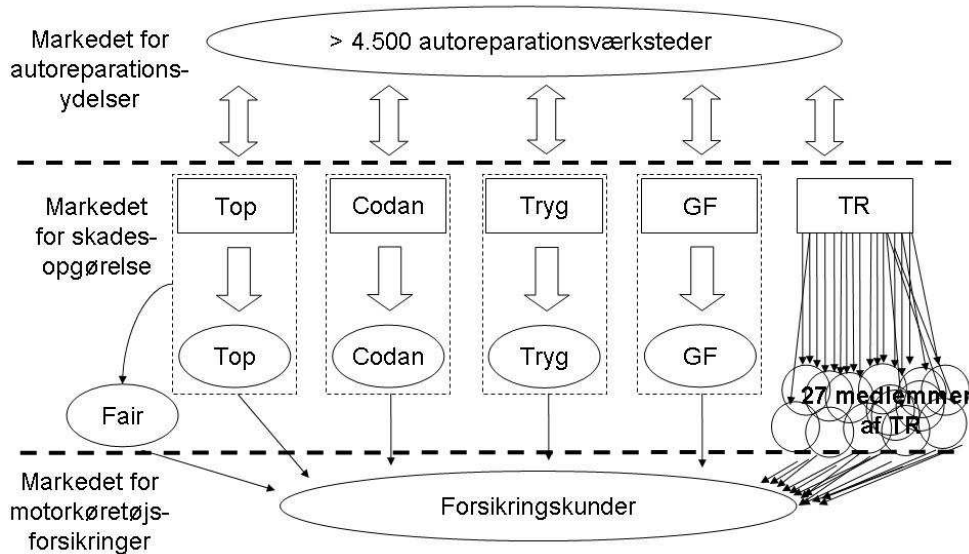 Markedet for
autoreparations-
ydelser
> 4.500 autoreparationsværksteder
Markedet
for skades-
opgørelse
Top
Codan
Tryg
GF
TR
Top
Codan
Tryg
GF
Fair
27 medlemmer
af TR
Markedet for
motorkøretøjs-
forsikringer
Forsikringskunder